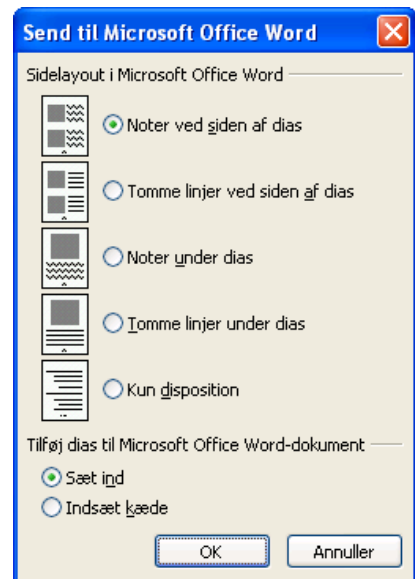 Send til Microsoft Office Word
Sidelayout i Microsoft Office Word
Noter ved siden af dias
Tomme linjer ved siden af dias
Noter under dias
Tomme linjer under dias
Kun disposition
Tilføj dias til Microsoft Office Word-dokument
Sæt ind
Indsæt kæde
OK Annuller